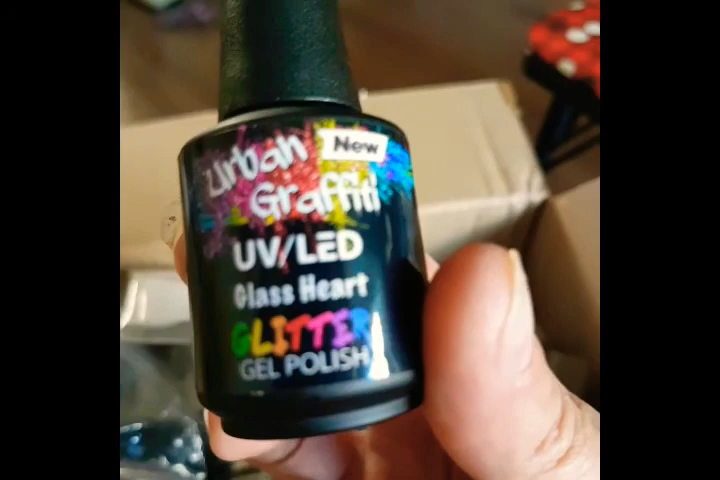 Urban
New
Graffiti
UV/LED
Glass Heart
GLITTER
GEL POLISH